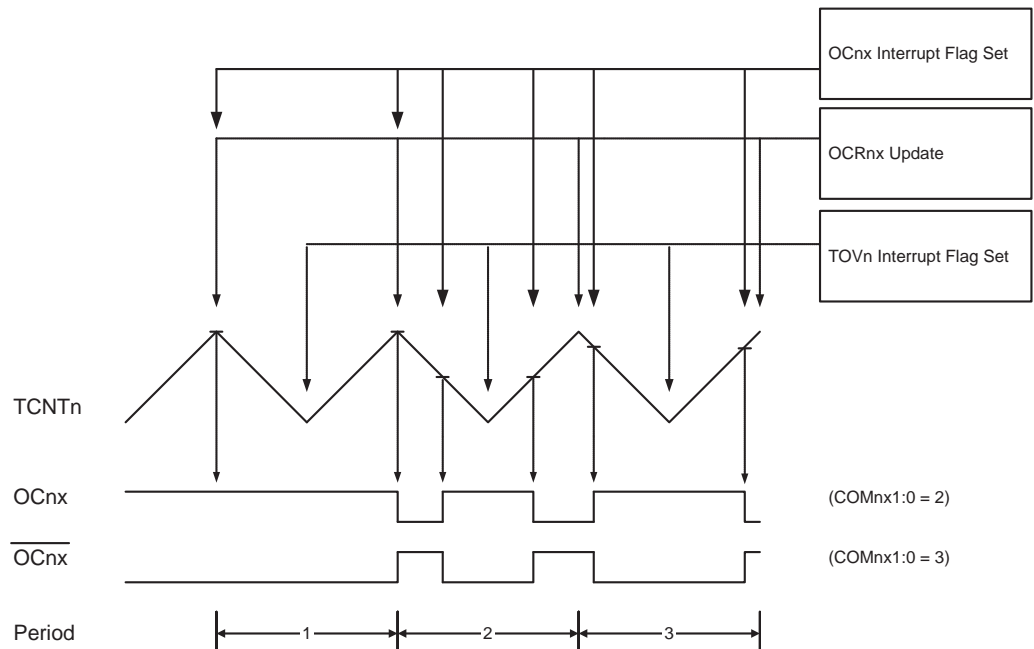 OCnx Interrupt Flag Set
OCRnx Update
TOVn Interrupt Flag Set
TCNTn
OCnx
(COMnx1:0 = 2)
OCnx
(COMnx1:0 = 3)
Period
1
2
3